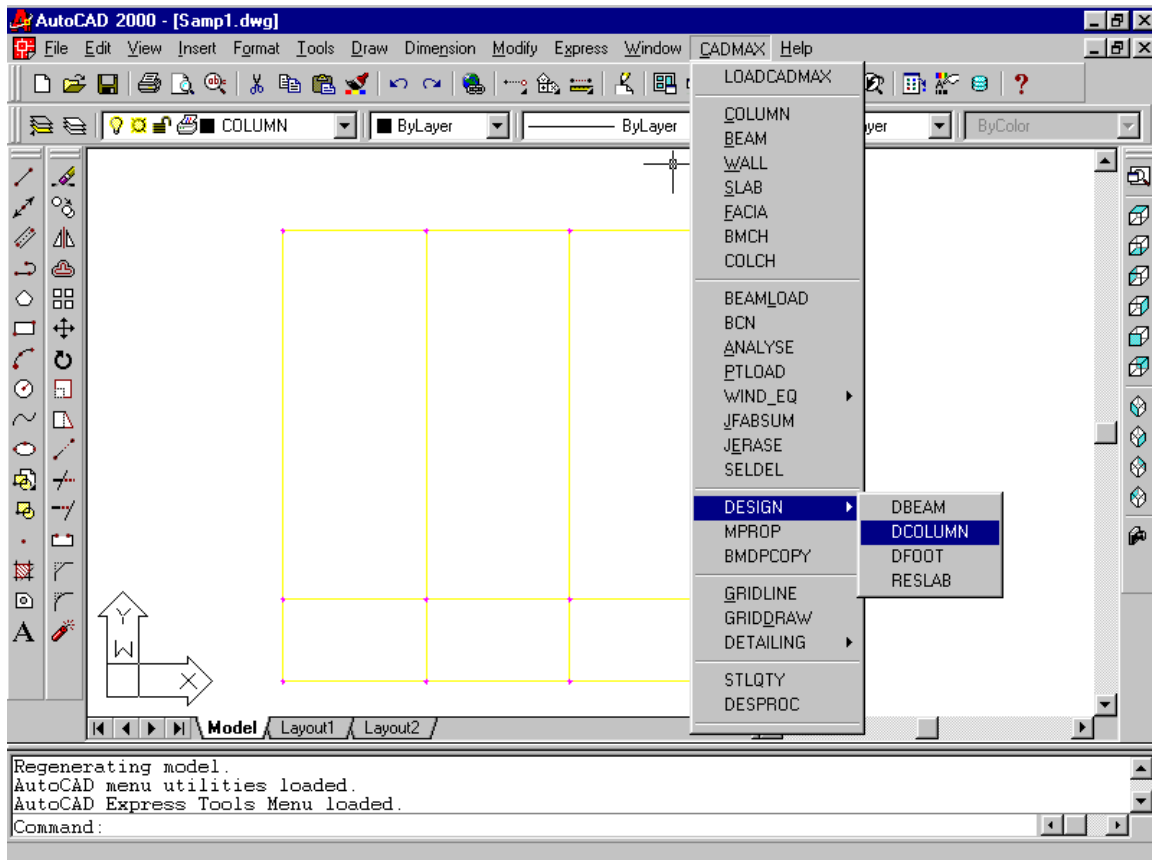 AutoCAD 2000 - [Samp1.dwg]
File Edit View Insert Format Tools Draw Dimension Modify Express Window CADMAX Help
COLUMN ByLayer ByLayer yer ByColor
LOADCADMAX
COLUMN
BEAM
WALL
SLAB
FACIA
BMCH
COLCH
BEAMLOAD
BCN
ANALYSE
PTLOAD
WIND_EQ
JFABSUM
JERASE
SELDEL
DESIGN
MPROP
BMDPCOPY
GRIDLINE
GRIDDRAW
DETAILING
STLQTY
DESPROC
DBEAM
DCOLUMN
DFOOT
RESLAB
A
Y
W
X
Model Layout1 Layout2
Regenerating model.
AutoCAD menu utilities loaded.
AutoCAD Express Tools Menu loaded.
Command: